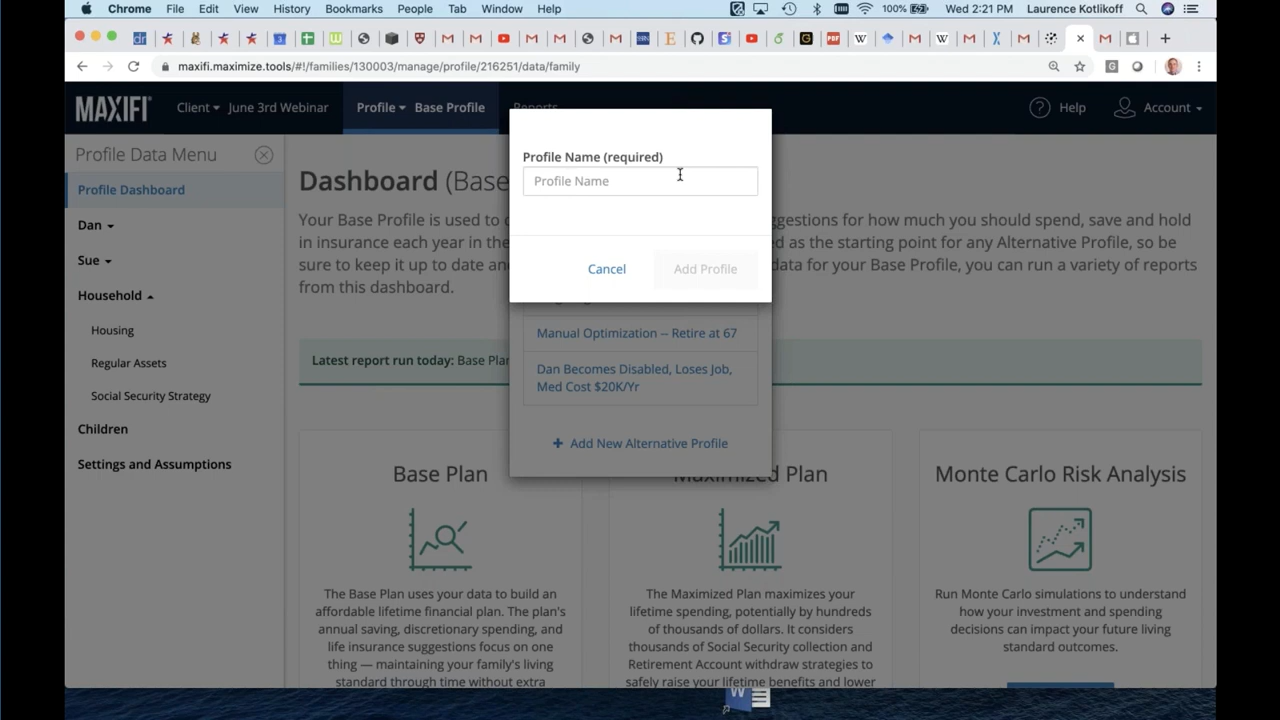 Chrome File Edit View History Bookmarks People Tab Window Help 100% Wed 2:21 PM Laurence Kotlikoff
maxifi.maximize.tools/#!/families/130003/manage/profile/216251/data/family
MAXIFI Client June 3rd Webinar Profile Base Profile Reports Help Account
Profile Data Menu
Profile Dashboard
Dan
Sue
Household
Housing
Regular Assets
Social Security Strategy
Children
Settings and Assumptions
Profile Name (required)
Profile Name
Cancel Add Profile
Manual Optimization -- Retire at 67
Dan Becomes Disabled, Loses Job,
Med Cost $20K/Yr
+ Add New Alternative Profile
Dashboard (Base
Your Base Profile is used to ggestions for how much you should spend, save and hold
in insurance each year in the ed as the starting point for any Alternative Profile, so be
sure to keep it up to date and data for your Base Profile, you can run a variety of reports
from this dashboard.
Latest report run today: Base Plan
Base Plan
The Base Plan uses your data to build an
affordable lifetime financial plan. The plan's
annual saving, discretionary spending, and
life insurance suggestions focus on one
thing — maintaining your family's living
standard through time without extra
Maximized Plan
The Maximized Plan maximizes your
lifetime spending, potentially by hundreds
of thousands of dollars. It considers
thousands of Social Security collection and
Retirement Account withdraw strategies to
safely raise your lifetime benefits and lower
Monte Carlo Risk Analysis
Run Monte Carlo simulations to understand
how your investment and spending
decisions can impact your future living
standard outcomes.